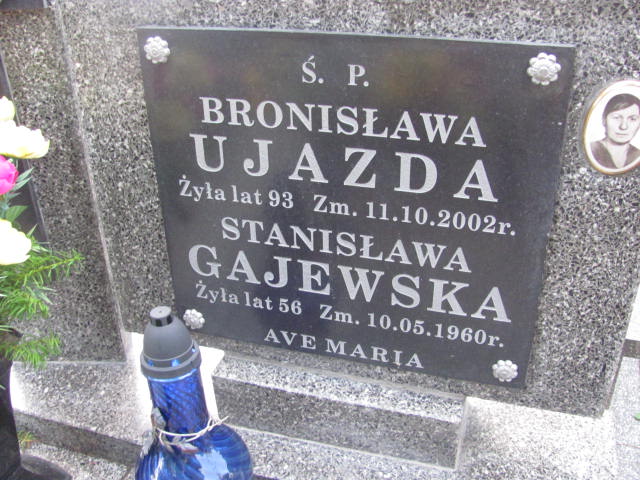 Ś. P.
BRONISŁAWA
UJAZDA
Żyła lat 93 Zm. 11.10.2002r.
STANISŁAWA
GAJEWSKA
Żyła lat 56 Zm. 10.05.1960r.
AVE MARIA